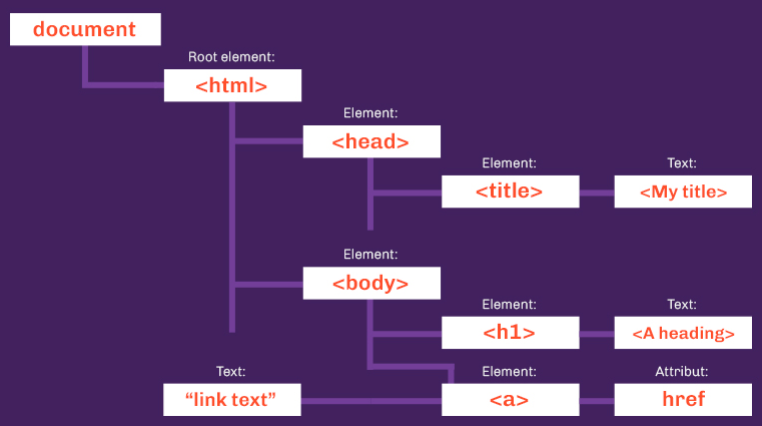 document
Root element:
<html>
Element:
<head>
Element:
<title>
Text:
<My title>
Element:
<body>
Element:
<h1>
Text:
<A heading>
Text:
“link text”
Element:
<a>
Attribut:
href